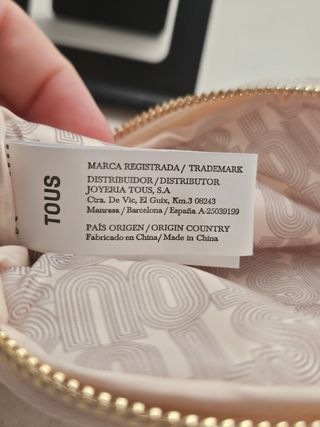 TOUS
MARCA REGISTRADA / TRADEMARK
DISTRIBUIDOR / DISTRIBUTOR
JOYERIA TOUS, S.A
Ctra. De Vic, El Guix, Km.3 08243
Manresa / Barcelona / España A-25039199
PAÍS ORIGEN / ORIGIN COUNTRY
Fabricado en China / Made in China